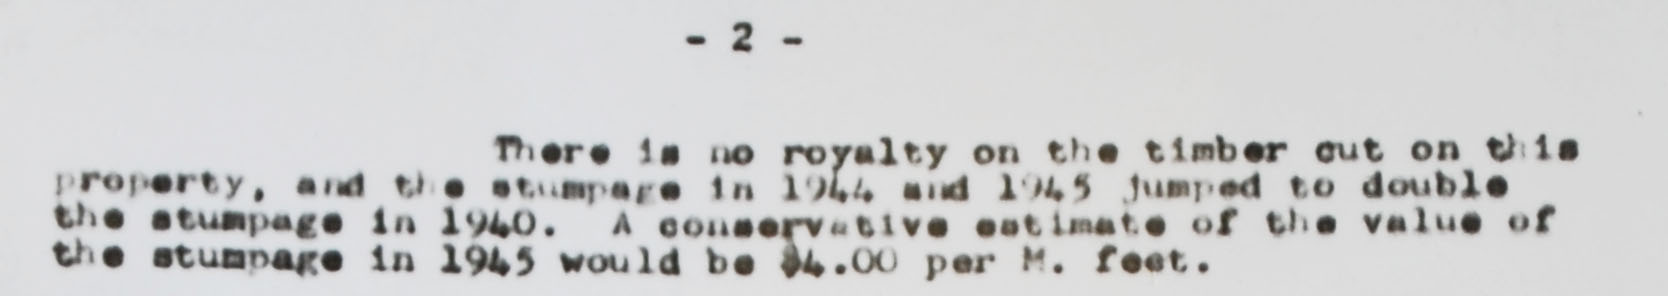 - 2 -
There is no royalty on the timber cut on this
property, and the stumpage in 1944 and 1945 jumped to double
the stumpage in 1940. A conservative estimate of the value of
the stumpage in 1945 would be $4.00 per M. feet.